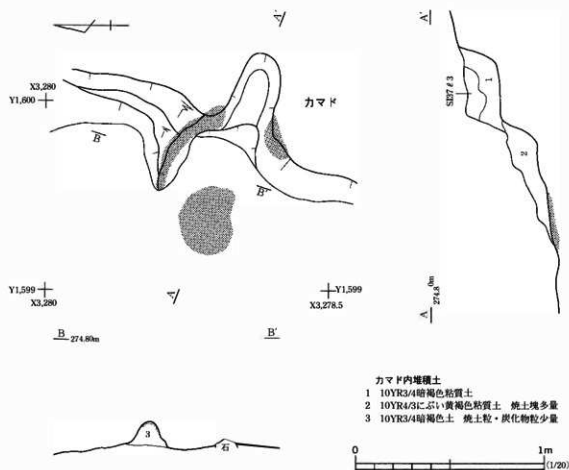 A'
A'
X3,280
Y1,600
カマド
SI37ℓ3
1
B
B'
2
Y1,599
X3,280
A
Y1,599
X3,278.5
A
274.80m
B
274.80m
B'
カマド内堆積土
1 10YR3/4暗褐色粘質土
2 10YR4/3にぶい黄褐色粘質土 焼土塊多量
3 10YR3/4暗褐色土 焼土粒・炭化物粒少量
3
石
0
1m
(1/20)